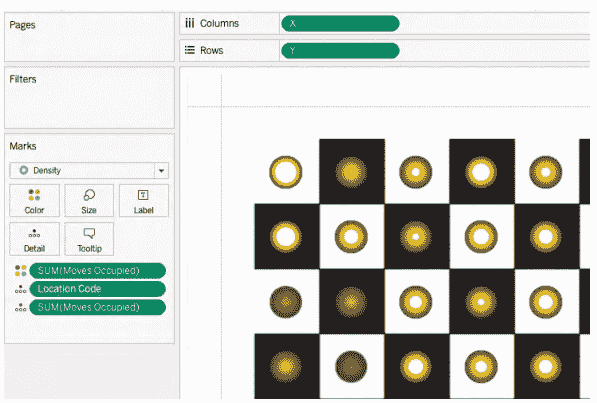 Pages
Columns
X
Rows
Y
Filters
Marks
Density
Color
Size
Label
T
Detail
Tooltip
SUM(Moves Occupied)
Location Code
SUM(Moves Occupied)